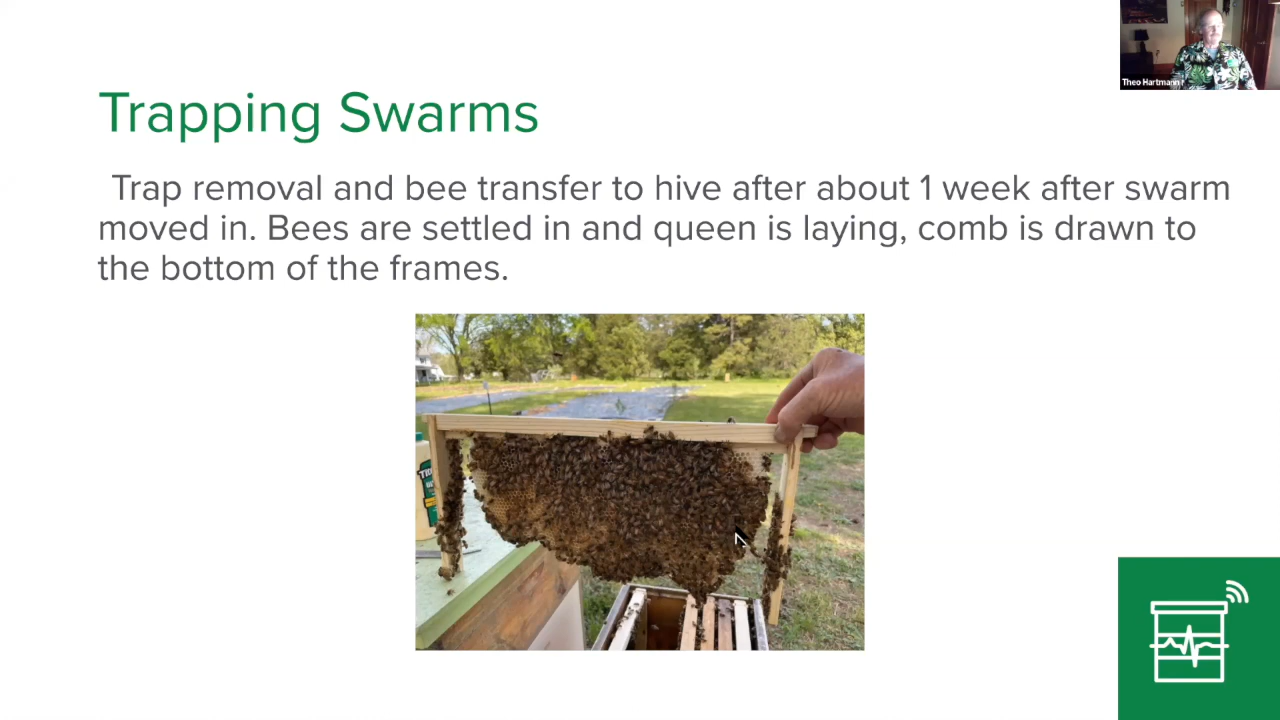 Theo Hartmann
Trapping Swarms
Trap removal and bee transfer to hive after about 1 week after swarm
moved in. Bees are settled in and queen is laying, comb is drawn to
the bottom of the frames.